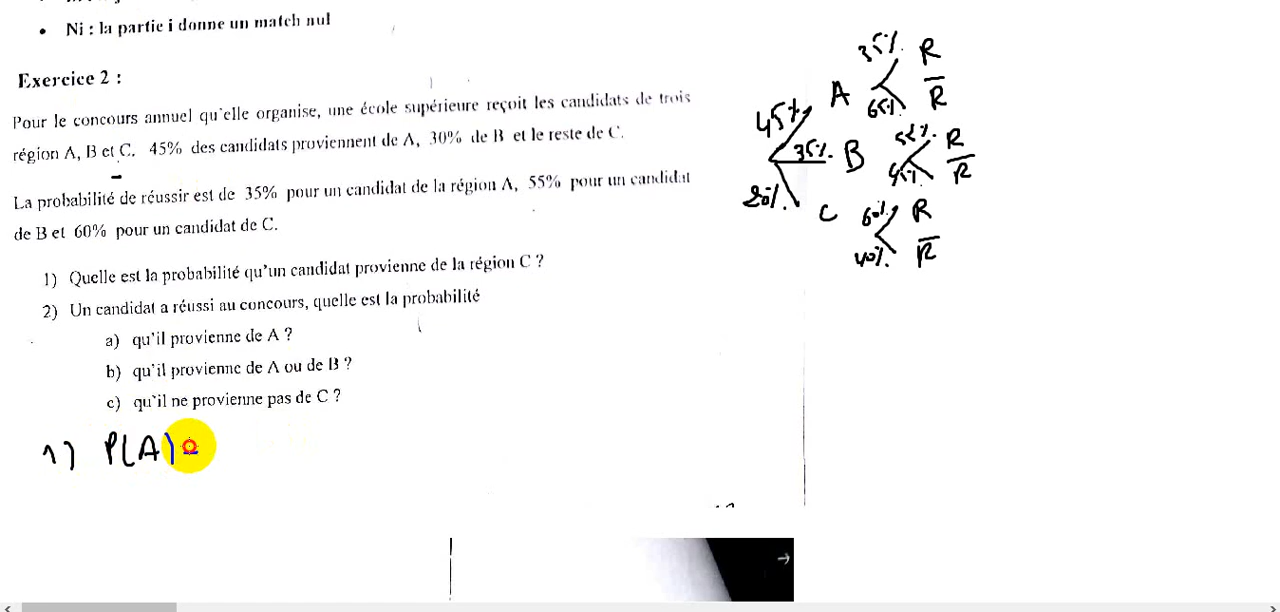 • Ni : la partie i donne un match nul
Exercice 2 :
Pour le concours annuel qu'elle organise, une école supérieure reçoit les candidats de trois
région A, B et C. 45% des candidats proviennent de A, 30% de B et le reste de C.
La probabilité de réussir est de 35% pour un candidat de la région A, 55% pour un candidat
de B et 60% pour un candidat de C.
1) Quelle est la probabilité qu'un candidat provienne de la région C ?
2) Un candidat a réussi au concours, quelle est la probabilité
a) qu'il provienne de A ?
b) qu'il provienne de A ou de B ?
c) qu'il ne provienne pas de C ?
1) P(A)
35% R
45% A
65% R̅
55% R
35% B
45% R̅
20% C
60% R
40% R̅